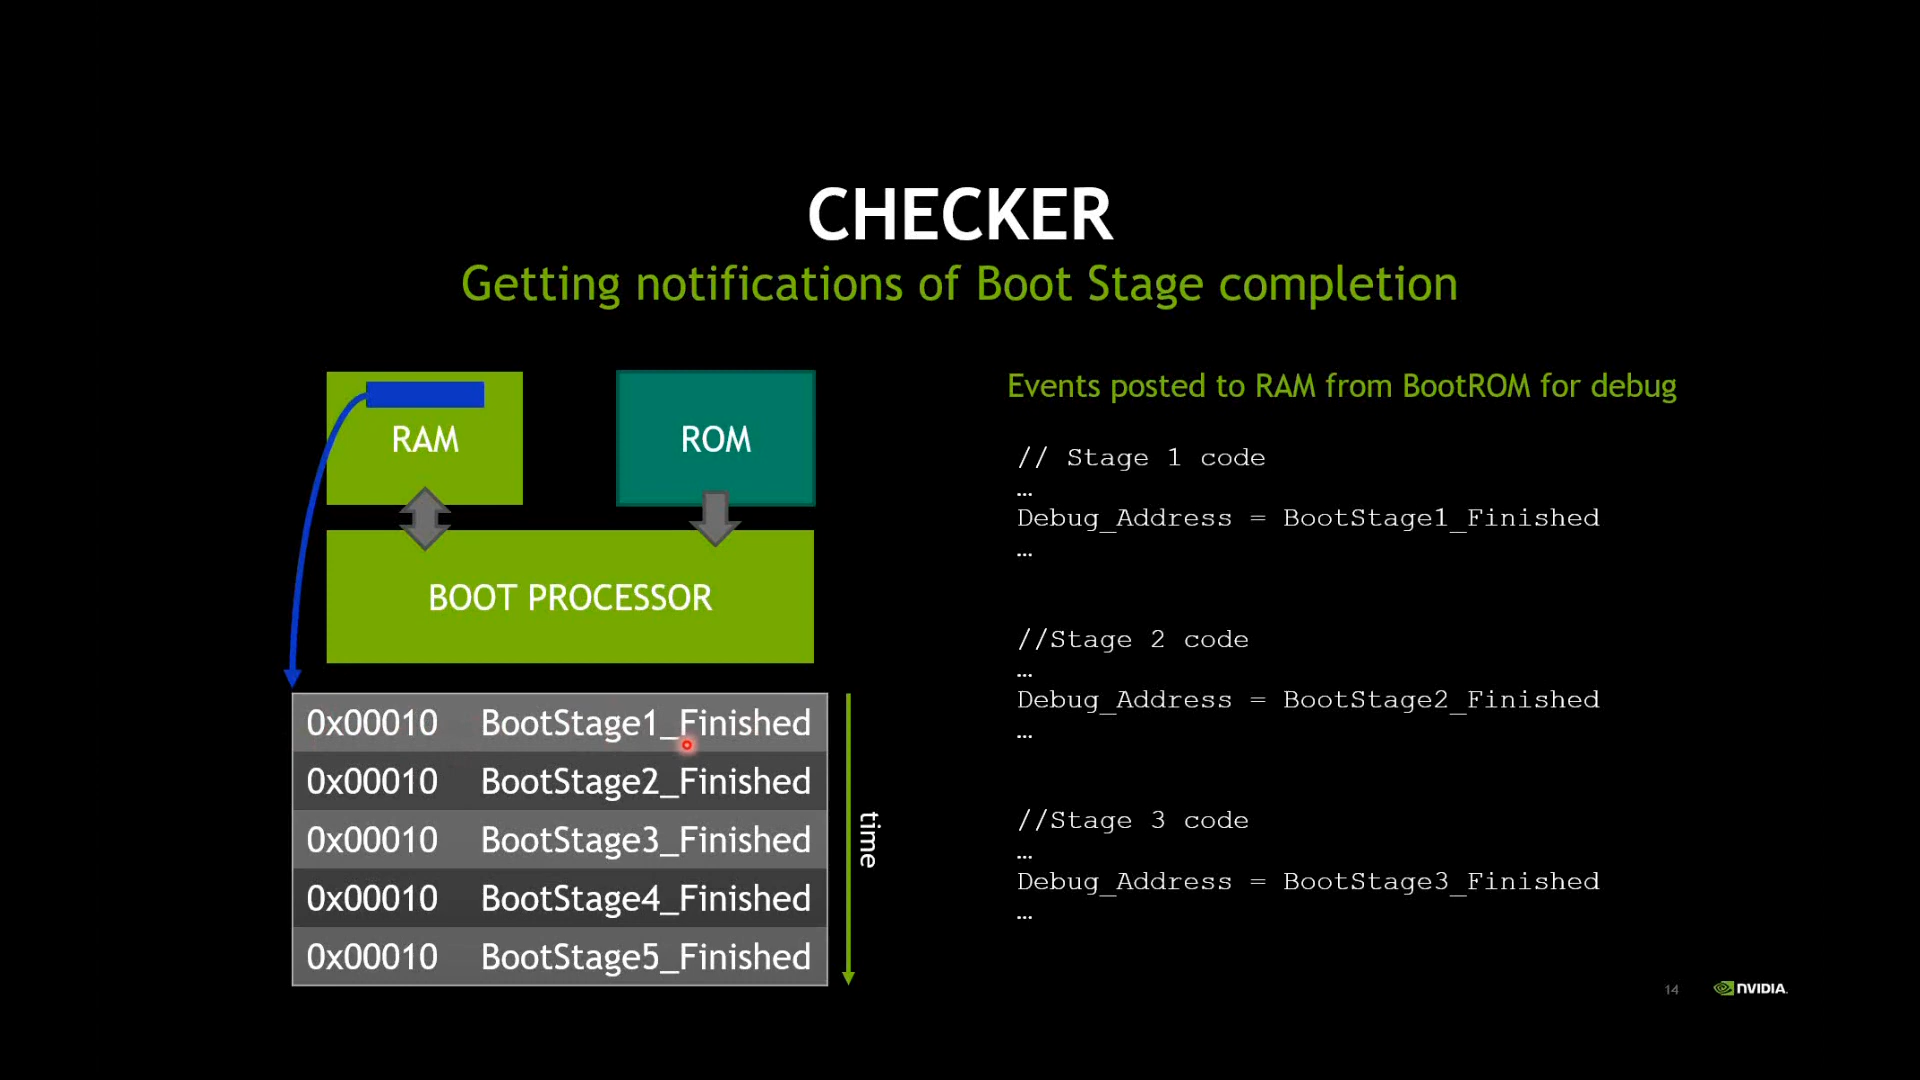 CHECKER
Getting notifications of Boot Stage completion
RAM
ROM
BOOT PROCESSOR
0x00010 BootStage1_Finished
0x00010 BootStage2_Finished
0x00010 BootStage3_Finished
0x00010 BootStage4_Finished
0x00010 BootStage5_Finished
time
Events posted to RAM from BootROM for debug
// Stage 1 code
…
Debug_Address = BootStage1_Finished
…
//Stage 2 code
…
Debug_Address = BootStage2_Finished
…
//Stage 3 code
…
Debug_Address = BootStage3_Finished
…
14
NVIDIA.